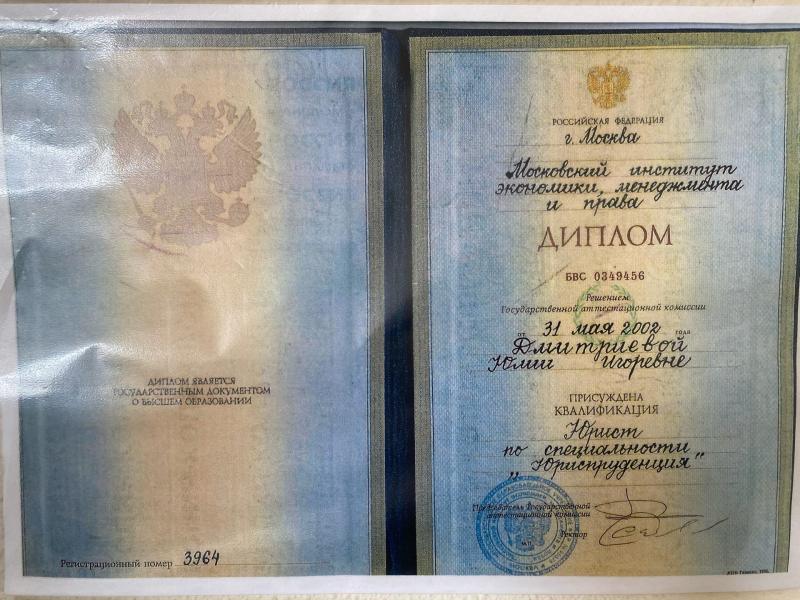 ДИПЛОМ ЯВЛЯЕТСЯ
ГОСУДАРСТВЕННЫМ ДОКУМЕНТОМ
О ВЫСШЕМ ОБРАЗОВАНИИ
Регистрационный номер 3964
РОССИЙСКАЯ ФЕДЕРАЦИЯ
г. Москва
Московский институт
экономики, менеджмента
и права
ДИПЛОМ
БВС 0349456
Решением
Государственной аттестационной комиссии
от 31 мая 2002 года
Дмитриевой
Юлии Игоревне
ПРИСУЖДЕНА
КВАЛИФИКАЦИЯ
Юрист
по специальности
„Юриспруденция"
Председатель Государственной
аттестационной комиссии
Ректор
М.П.
МОСКВА